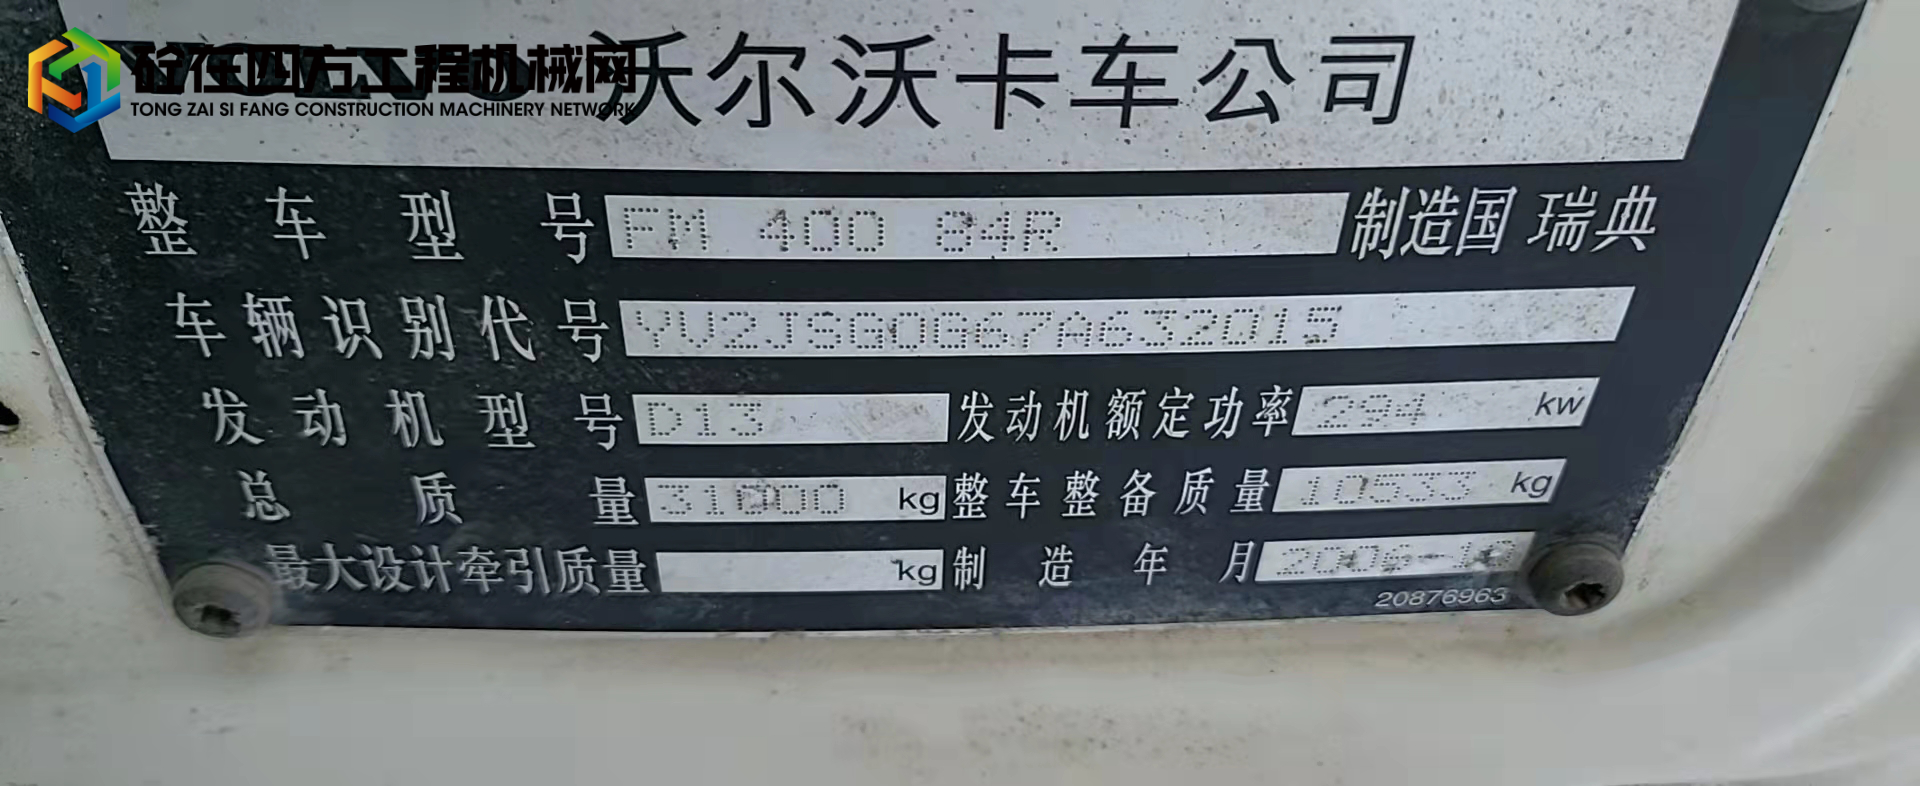 砼在四方工程机械网 沃尔沃卡车公司
TONG ZAI SI FANG CONSTRUCTION MACHINERY NETWORK
整车型号 FM 400 84R 制造国 瑞典
车辆识别代号 YV2JSG0G67A632015
发动机型号 D13 发动机额定功率 294 kw
总质量 31000 kg 整车整备质量 10533 kg
最大设计牵引质量 kg 制造年月 2006-10
20876963